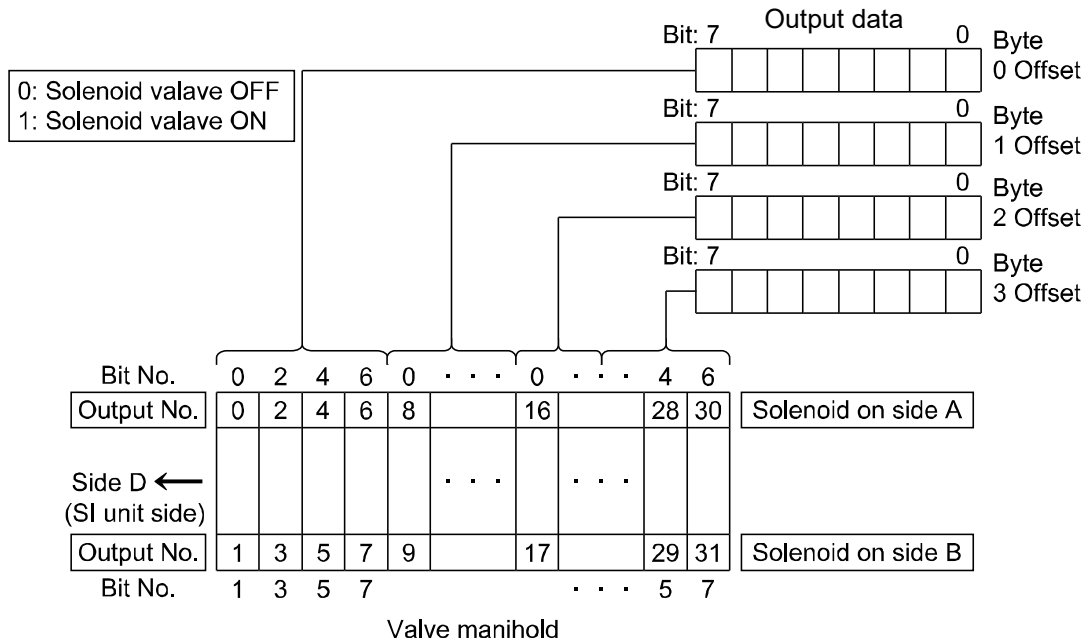 Output data
Bit: 7 0 Byte
0 Offset
0: Solenoid valave OFF
1: Solenoid valave ON
Bit: 7 0 Byte
1 Offset
Bit: 7 0 Byte
2 Offset
Bit: 7 0 Byte
3 Offset
Bit No. 0 2 4 6 0 · · · 0 · · · 4 6
Output No. 0 2 4 6 8 16 28 30 Solenoid on side A
Side D ← · · · · · ·
(SI unit side)
Output No. 1 3 5 7 9 17 29 31 Solenoid on side B
Bit No. 1 3 5 7 · · · 5 7
Valve manihold